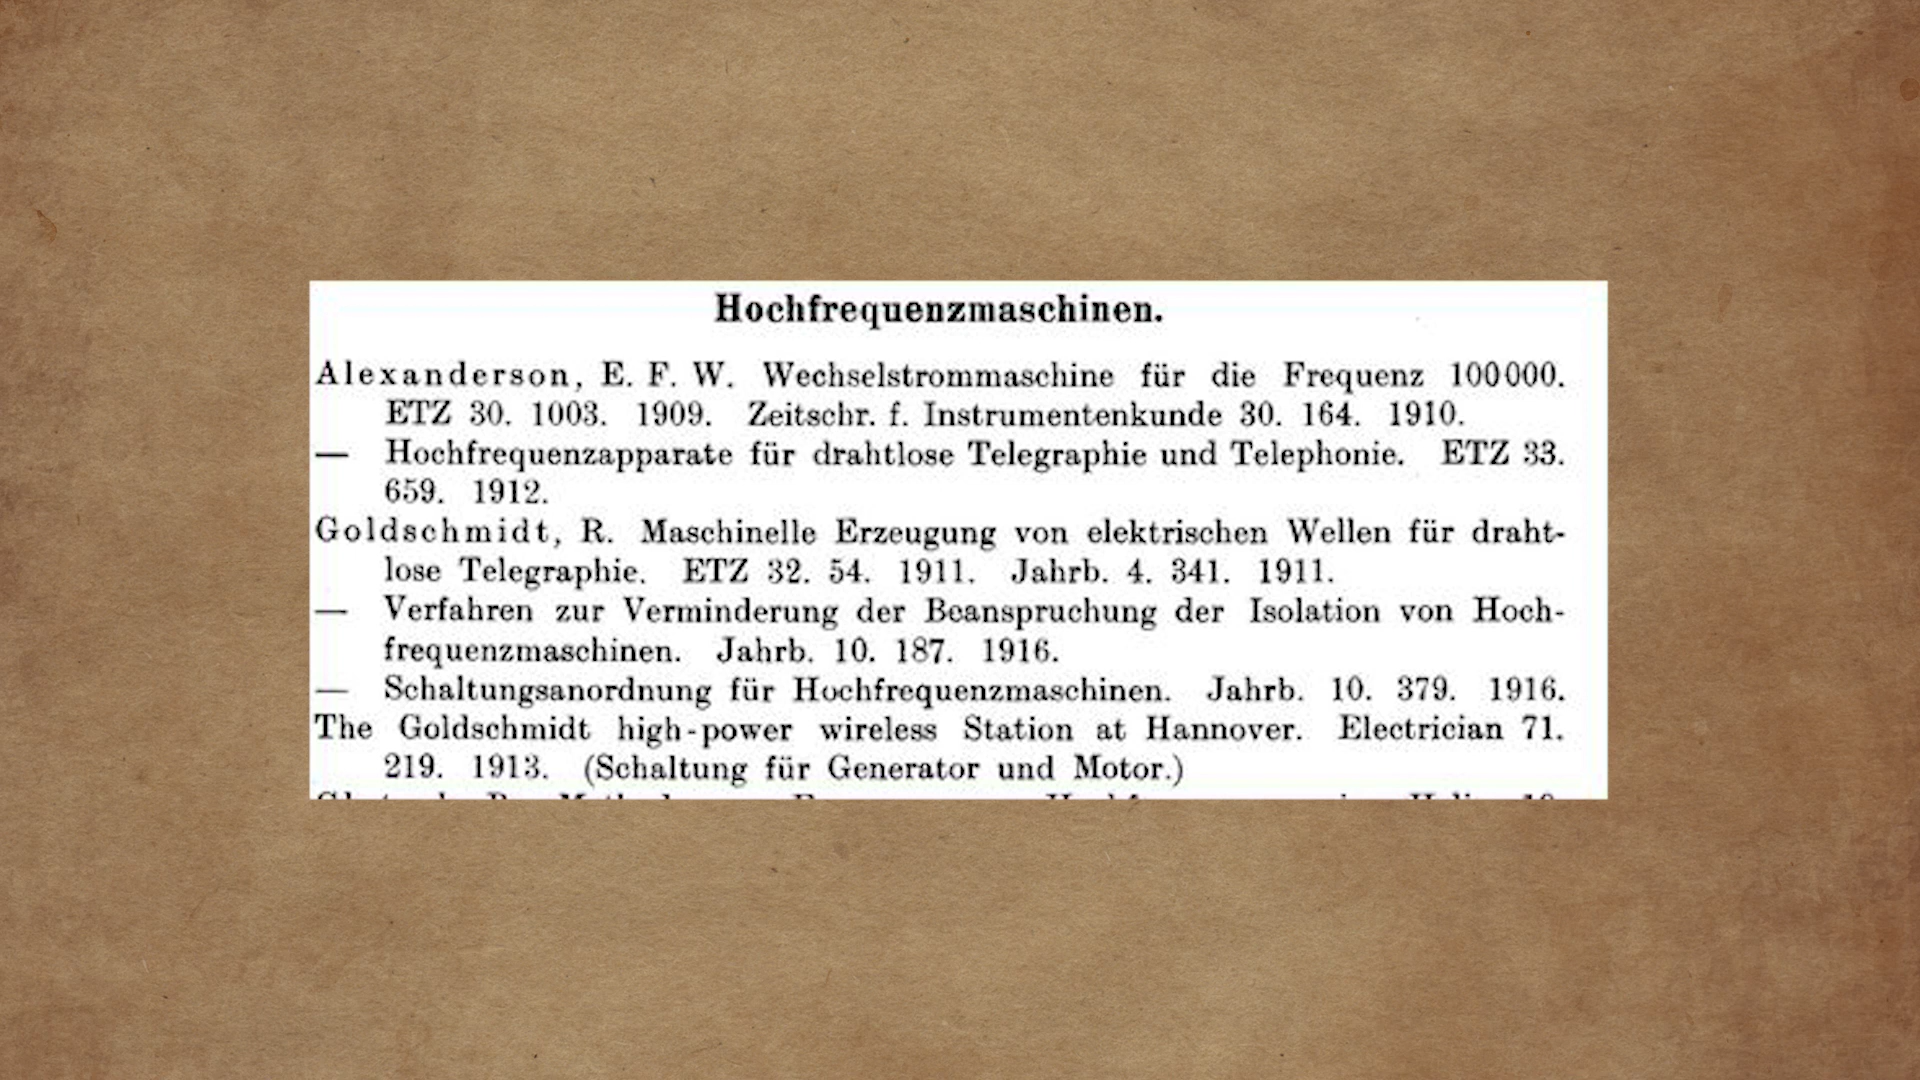 Hochfrequenzmaschinen.
Alexanderson, E. F. W. Wechselstrommaschine für die Frequenz 100000.
ETZ 30. 1003. 1909. Zeitschr. f. Instrumentenkunde 30. 164. 1910.
— Hochfrequenzapparate für drahtlose Telegraphie und Telephonie. ETZ 33.
659. 1912.
Goldschmidt, R. Maschinelle Erzeugung von elektrischen Wellen für draht-
lose Telegraphie. ETZ 32. 54. 1911. Jahrb. 4. 341. 1911.
— Verfahren zur Verminderung der Beanspruchung der Isolation von Hoch-
frequenzmaschinen. Jahrb. 10. 187. 1916.
— Schaltungsanordnung für Hochfrequenzmaschinen. Jahrb. 10. 379. 1916.
The Goldschmidt high-power wireless Station at Hannover. Electrician 71.
219. 1913. (Schaltung für Generator und Motor.)